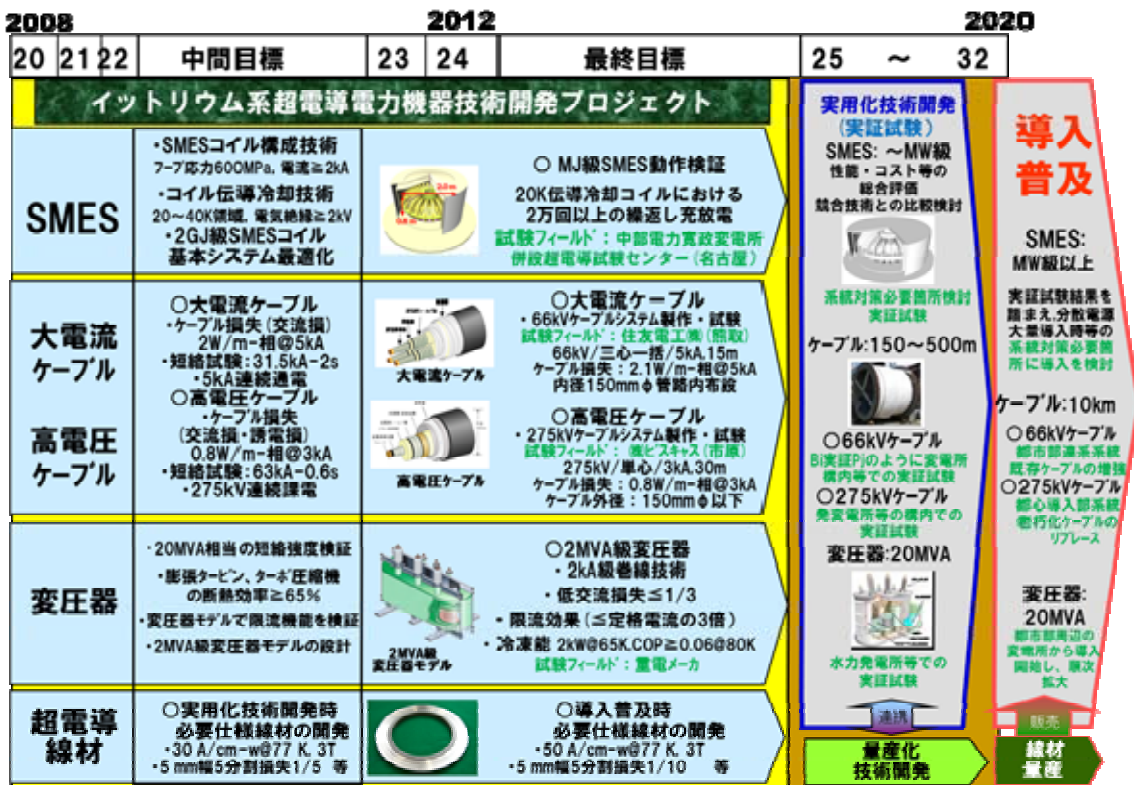 2008
2012
2020
20 21 22 中間目標 23 24 最終目標 25 ～ 32
イットリウム系超電導電力機器技術開発プロジェクト
SMES
・SMESコイル構成技術
フープ応力600MPa, 電流≧2kA
・コイル伝導冷却技術
20～40K領域, 電気絶縁≧2kV
・2GJ級SMESコイル
基本システム最適化
○ MJ級SMES動作検証
20K伝導冷却コイルにおける
2万回以上の繰返し充放電
試験フィールド：中部電力寛政変電所
併設超電導試験センター(名古屋)
大電流
ケーブル
高電圧
ケーブル
○大電流ケーブル
・ケーブル損失(交流損)
2W/m-相@5kA
・短絡試験：31.5kA-2s
・5kA連続通電
○高電圧ケーブル
・ケーブル損失
(交流損・誘電損)
0.8W/m-相@3kA
・短絡試験：63kA-0.6s
・275kV連続課電
大電流ケーブル
高電圧ケーブル
○大電流ケーブル
・66kVケーブルシステム製作・試験
試験フィールド：住友電工㈱(熊取)
66kV/三心一括/5kA,15m
ケーブル損失：2.1W/m-相@5kA
内径150mmφ管路内布設
○高電圧ケーブル
・275kVケーブルシステム製作・試験
試験フィールド：㈱ビスキャス(市原)
275kV/単心/3kA,30m
ケーブル損失：0.8W/m-相@3kA
ケーブル外径：150mmφ以下
変圧器
・20MVA相当の短絡強度検証
・膨張タービン、ターボ圧縮機
の断熱効率≧65%
・変圧器モデルで限流機能を検証
・2MVA級変圧器モデルの設計
2MVA級
変圧器モデル
○2MVA級変圧器
・2kA級巻線技術
・低交流損失≦1/3
・限流効果(≦定格電流の3倍)
・冷凍能 2kW@65K,COP≧0.06@80K
試験フィールド：重電メーカ
超電導
線材
○実用化技術開発時
必要仕様線材の開発
・30 A/cm-w@77 K, 3T
・5 mm幅5分割損失1/5 等
○導入普及時
必要仕様線材の開発
・50 A/cm-w@77 K, 3T
・5 mm幅5分割損失1/10 等
実用化技術開発
(実証試験)
SMES: ～MW級
性能・コスト等の
総合評価
競合技術との比較検討
系統対策必要箇所検討
実証試験
ケーブル:150～500m
○66kVケーブル
Bi実証Pjのように変電所
構内等での実証試験
○275kVケーブル
発変電所等の構内での
実証試験
変圧器:20MVA
水力発電所等での
実証試験
連携
量産化
技術開発
導入
普及
SMES:
MW級以上
実証試験結果を
踏まえ,分散電源
大量導入時等の
系統対策必要箇
所に導入を検討
ケーブル:10km
○66kVケーブル
都市部連系系統
既存ケーブルの増強
○275kVケーブル
都心導入部系統
老朽化ケーブルの
リプレース
変圧器:
20MVA
都市部周辺の
変電所から導入
開始し、順次
拡大
販売
線材
量産